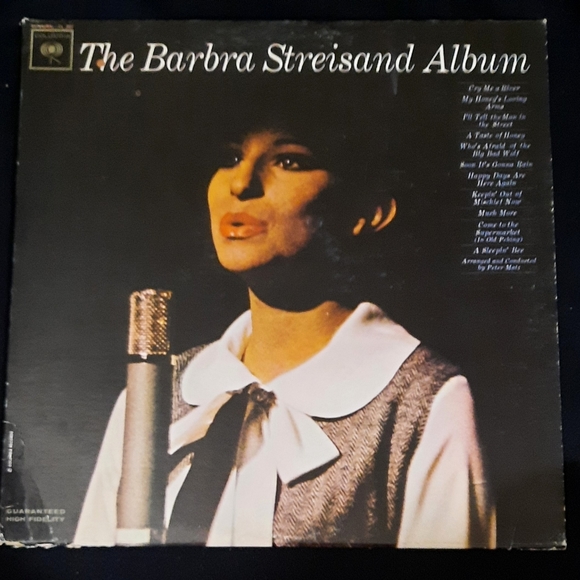 The Barbra Streisand Album
Cry Me a River
My Honey's Loving
Arms
I'll Tell the Man in
the Street
A Taste of Honey
Who's Afraid of the
Big Bad Wolf
Soon It's Gonna Rain
Happy Days Are
Here Again
Keepin' Out of
Mischief Now
Much More
Come to the
Supermarket
(In Old Peking)
A Sleepin' Bee
Arranged and Conducted
by Peter Matz
GUARANTEED
HIGH FIDELITY